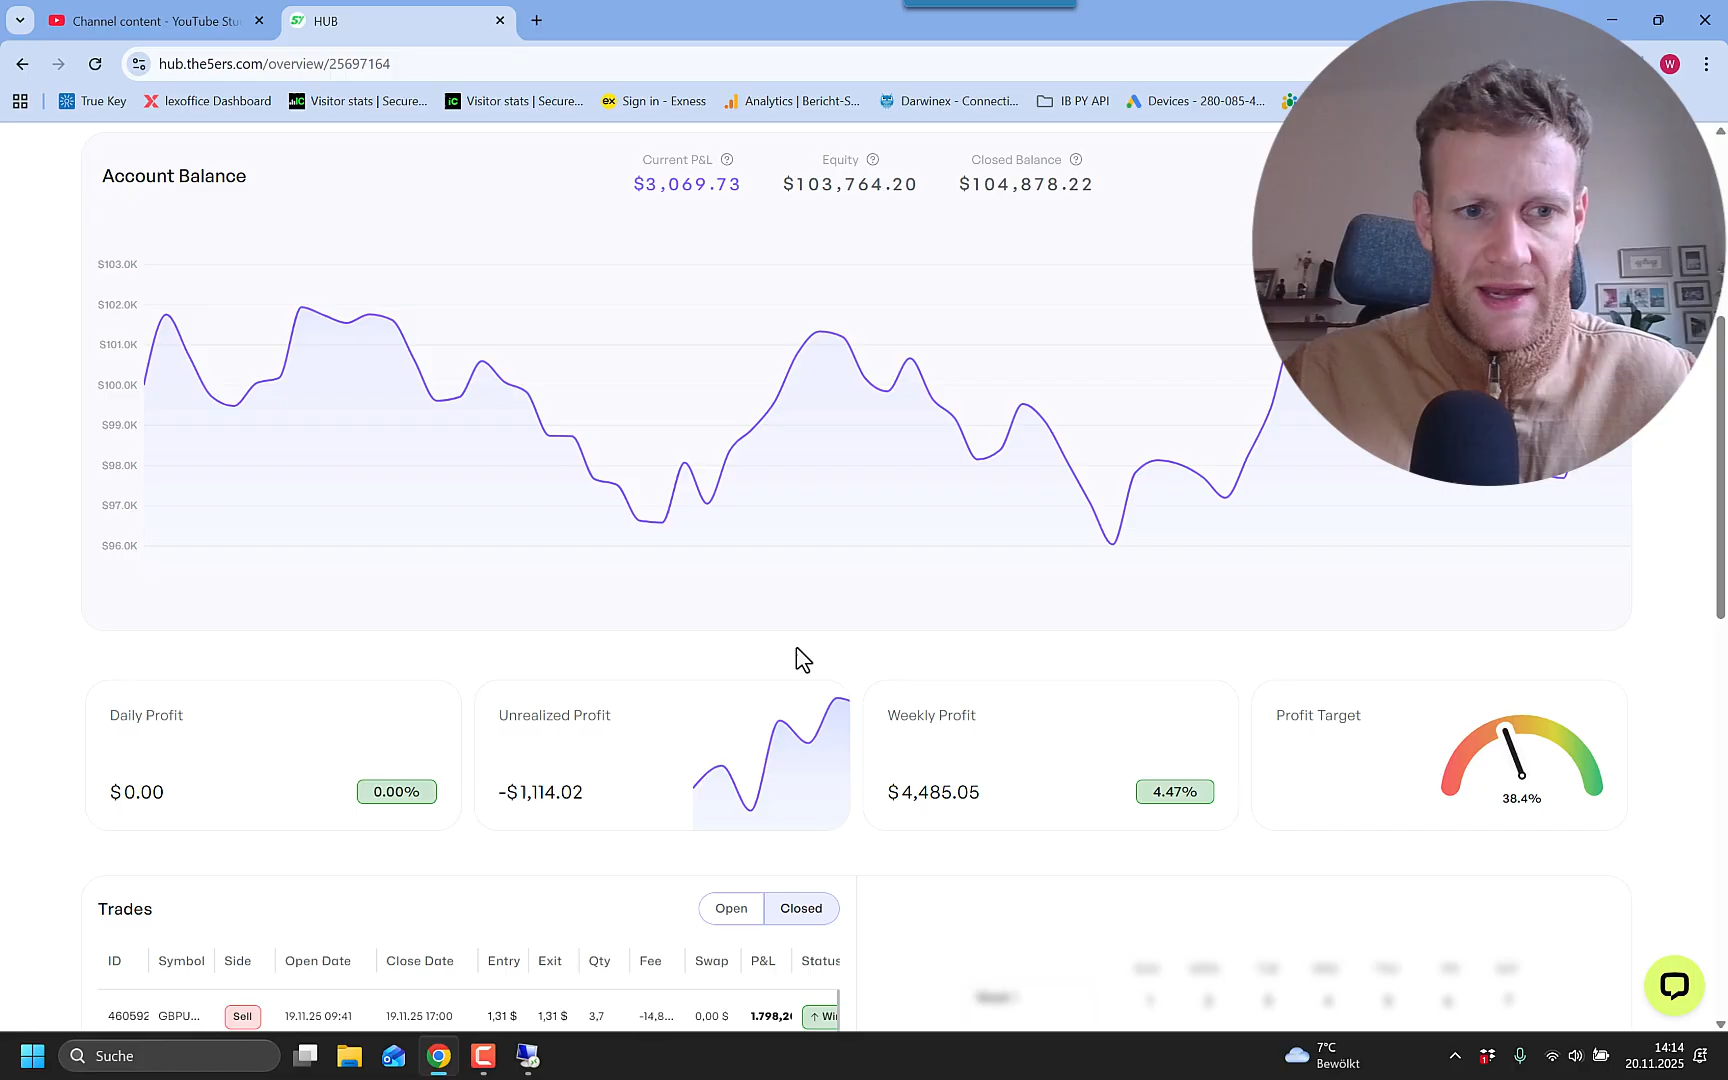 Channel content - YouTube Stu
HUB
hub.the5ers.com/overview/25697164
W
True Key
lexoffice Dashboard
Visitor stats | Secure...
Visitor stats | Secure...
Sign in - Exness
Analytics | Bericht-S...
Darwinex - Connecti...
IB PY API
Devices - 280-085-4...
Account Balance
Current P&L
Equity
Closed Balance
$3,069.73
$103,764.20
$104,878.22
$103.0K
$102.0K
$101.0K
$100.0K
$99.0K
$98.0K
$97.0K
$96.0K
Daily Profit
Unrealized Profit
Weekly Profit
Profit Target
$0.00
0.00%
-$1,114.02
$4,485.05
4.47%
38.4%
Trades
Open
Closed
ID
Symbol
Side
Open Date
Close Date
Entry
Exit
Qty
Fee
Swap
P&L
Status
460592
GBPU...
Sell
19.11.25 09:41
19.11.25 17:00
1,31 $
1,31 $
3,7
-14,8...
0,00 $
1.798,2
↑ Win
Suche
7°C
Bewölkt
14:14
20.11.2025